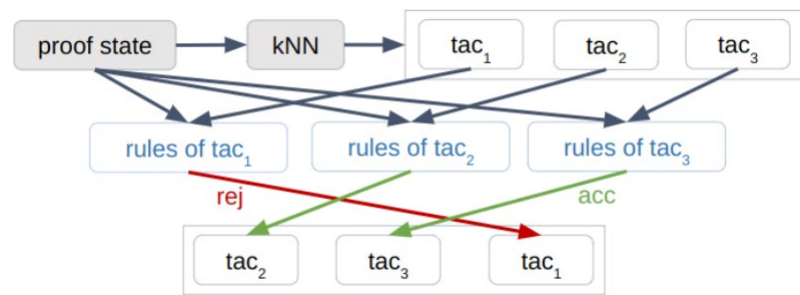 proof state
kNN
tac₁
tac₂
tac₃
rules of tac₁
rules of tac₂
rules of tac₃
rej
acc
tac₂
tac₃
tac₁